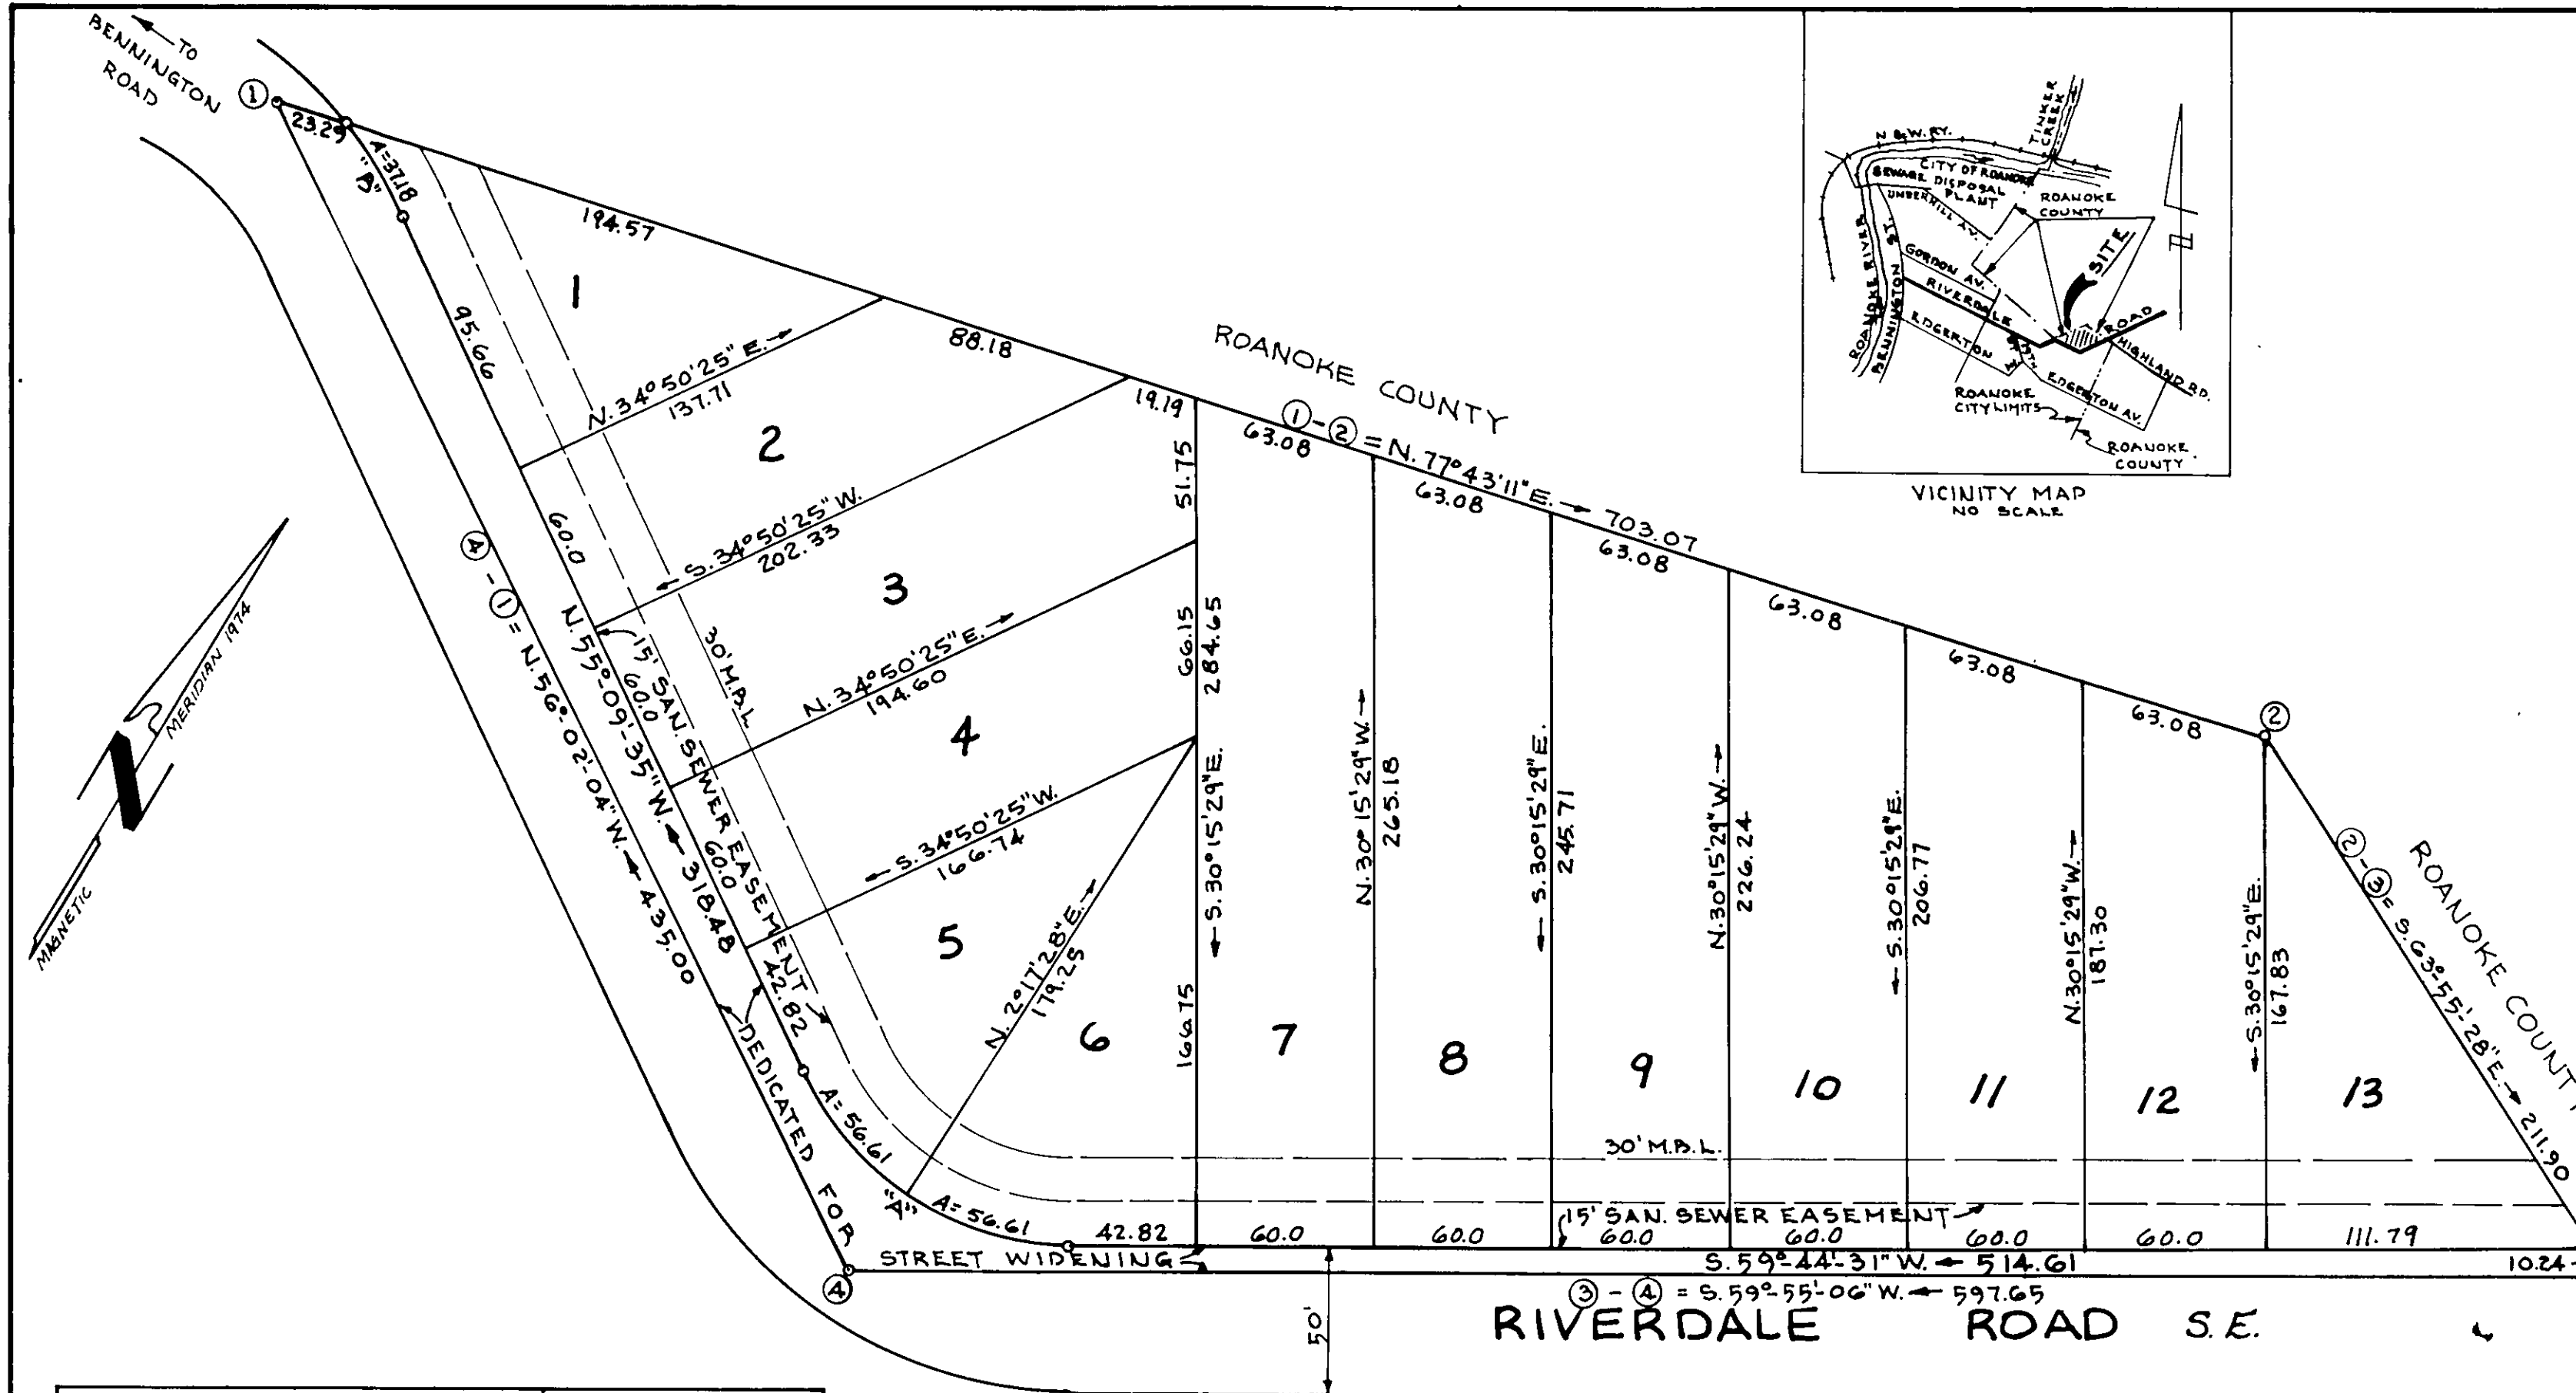 TO
BENNINGTON
ROAD
①
23.29
A=37.18
"B"
194.57
95.66
1
N. 34°50'25" E.
137.71
88.18
2
19.19
ROANOKE COUNTY
①-② = N. 77°43'11" E. 703.07
63.08
63.08
63.08
63.08
63.08
63.08
②
60.0
S. 34°50'25" W.
202.33
3
51.75
④ - ① = N. 56°-02'-04" W. 435.00
N. 55°-09'-35" W. 318.48
15' SAN. SEWER EASEMENT
60.0
30' M.B.L.
N. 34°50'25" E.
194.60
66.15
284.65
4
60.0
S. 34°50'25" W.
166.74
5
42.82
N. 2°17'28" E.
179.25
6
166.75
S. 30°15'29" E.
N. 30°15'29" W.
265.18
S. 30°15'29" E.
245.71
N. 30°15'29" W.
226.24
S. 30°15'29" E.
206.77
N. 30°15'29" W.
187.30
S. 30°15'29" E.
167.83
②-③ = S. 63°-55'-28" E. 211.90
ROANOKE COUNTY
7
8
9
10
11
12
13
MERIDIAN 1974
MAGNETIC
DEDICATED FOR
STREET WIDENING
A= 56.61
"A"
A= 56.61
30' M.B.L.
15' SAN. SEWER EASEMENT
42.82
60.0
60.0
60.0
60.0
60.0
60.0
111.79
S. 59°-44'-31" W. 514.61
10.24
④
③ - ④ = S. 59°-55'-06" W. 597.65
50'
RIVERDALE ROAD S.E.
N & W. RY.
TINKER
CREEK
CITY OF ROANOKE
SEWAGE DISPOSAL
PLANT
UNDERHILL AV.
ROANOKE
COUNTY
ROANOKE RIVER
BENNINGTON ST.
GORDON AV.
RIVERDALE
ROAD
SITE
EDGERTON
HIGHLAND RD.
EDGERTON AV.
ROANOKE
CITY LIMITS
ROANOKE
COUNTY
VICINITY MAP
NO SCALE